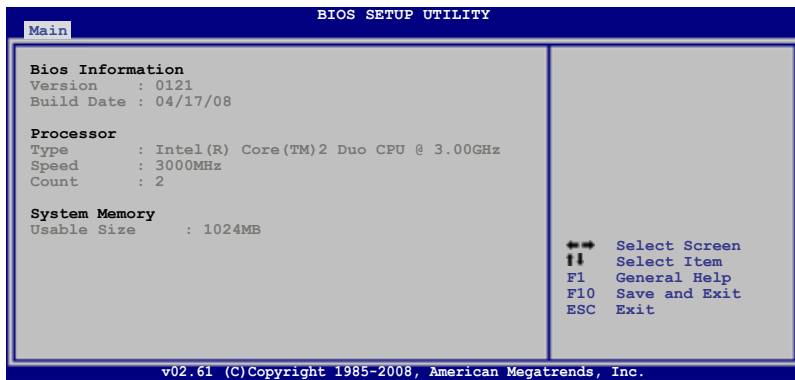 BIOS SETUP UTILITY
Main
Bios Information
Version : 0121
Build Date : 04/17/08
Processor
Type : Intel(R) Core(TM)2 Duo CPU @ 3.00GHz
Speed : 3000MHz
Count : 2
System Memory
Usable Size : 1024MB
←→ Select Screen
↑↓ Select Item
F1 General Help
F10 Save and Exit
ESC Exit
v02.61 (C)Copyright 1985-2008, American Megatrends, Inc.